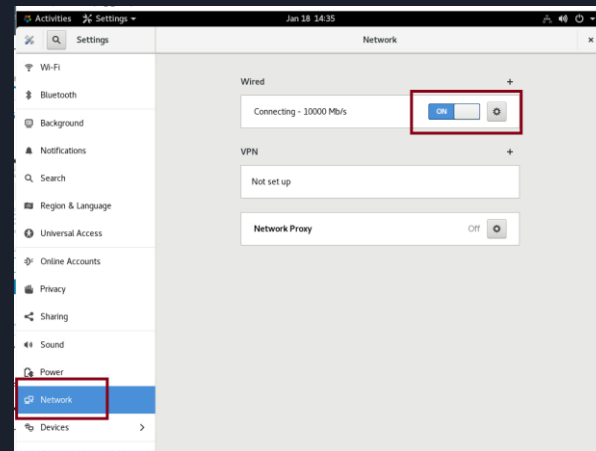 Activities Settings Jan 18 14:35
Settings Network ×
Wi-Fi
Bluetooth
Background
Notifications
Search
Region & Language
Universal Access
Online Accounts
Privacy
Sharing
Sound
Power
Network
Devices >
Wired +
Connecting - 10000 Mb/s ON
VPN +
Not set up
Network Proxy Off